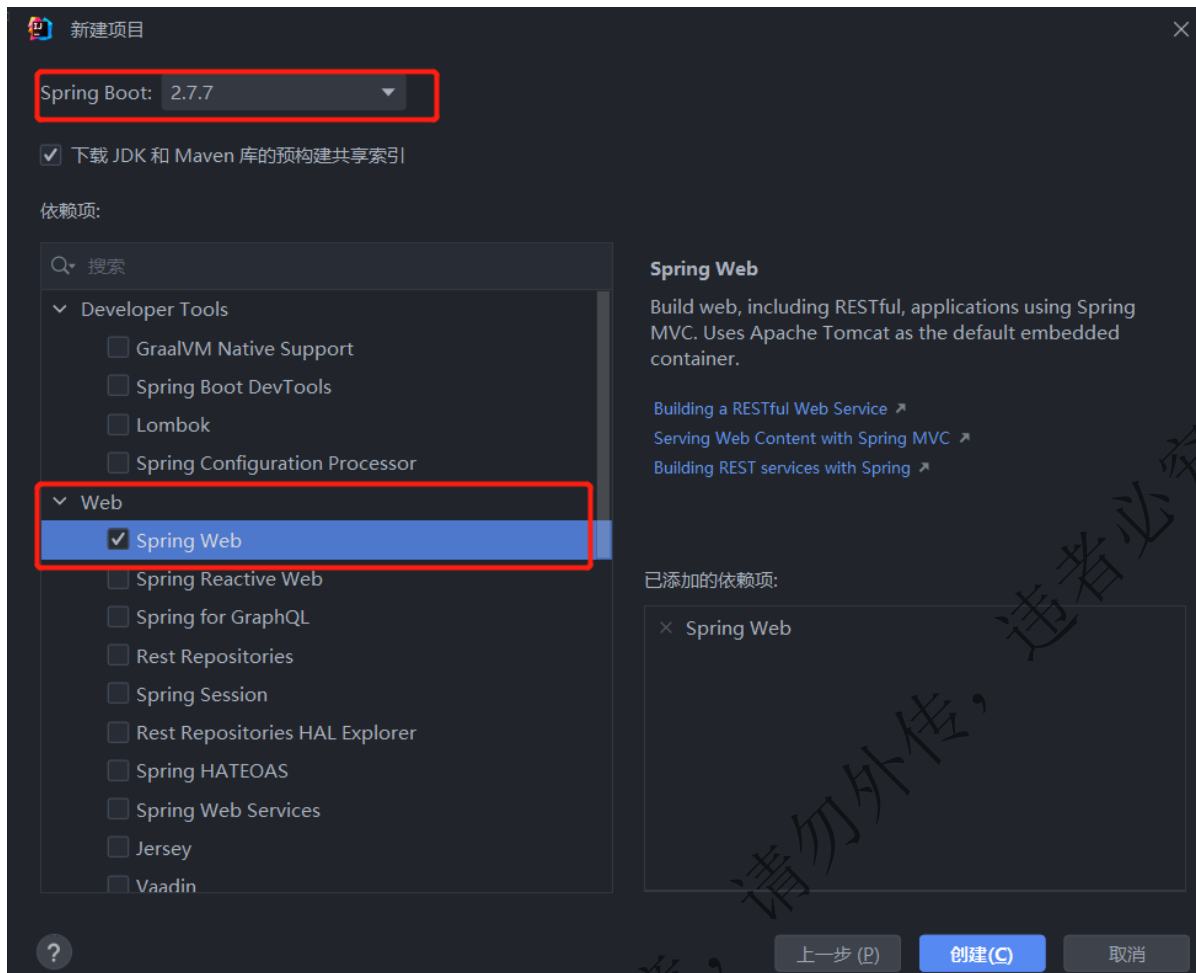 新建项目
Spring Boot: 2.7.7
下载 JDK 和 Maven 库的预构建共享索引
依赖项:
搜索
Developer Tools
GraalVM Native Support
Spring Boot DevTools
Lombok
Spring Configuration Processor
Web
Spring Web
Spring Reactive Web
Spring for GraphQL
Rest Repositories
Spring Session
Rest Repositories HAL Explorer
Spring HATEOAS
Spring Web Services
Jersey
Vaadin
Spring Web
Build web, including RESTful, applications using Spring
MVC. Uses Apache Tomcat as the default embedded
container.
Building a RESTful Web Service
Serving Web Content with Spring MVC
Building REST services with Spring
已添加的依赖项:
Spring Web
请勿外传，违者必究
?
上一步 (P)
创建(C)
取消